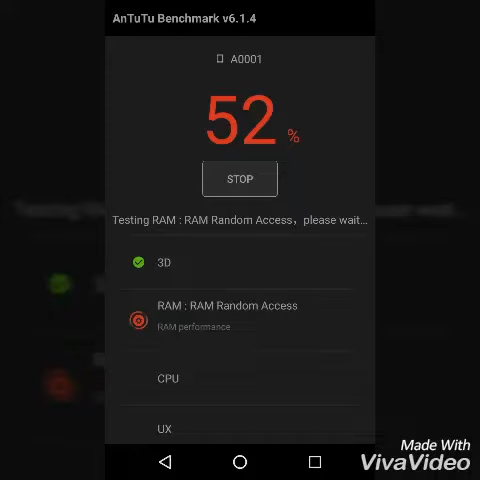 AnTuTu Benchmark v6.1.4
A0001
52 %
STOP
Testing RAM : RAM Random Access, please wait...
3D
RAM : RAM Random Access
RAM performance
CPU
UX
Made With
VivaVideo